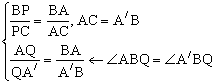 BP/PC = BA/AC, AC = A′B
AQ/QA′ = BA/A′B ← ∠ABQ = ∠A′BQ